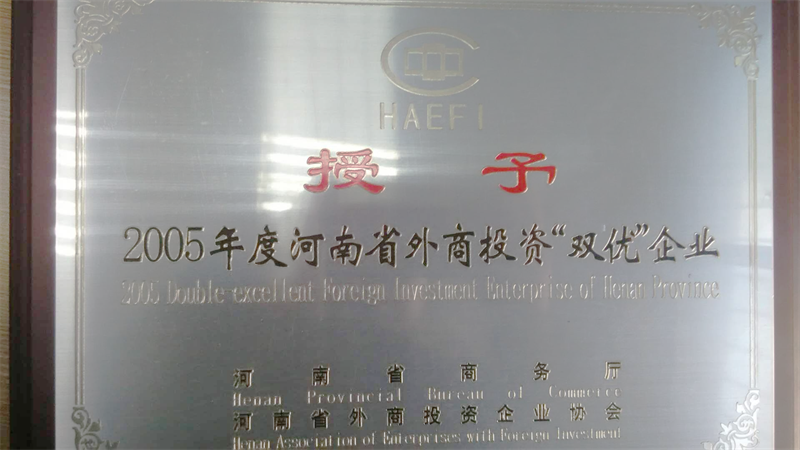 HAEFI
授予
2005年度河南省外商投资“双优”企业
2005 Double-excellent Foreign Investment Enterprise of Henan Province
河南省商务厅
Henan Provincial Bureau of Commerce
河南省外商投资企业协会
Henan Association of Enterprises with Foreign Investment